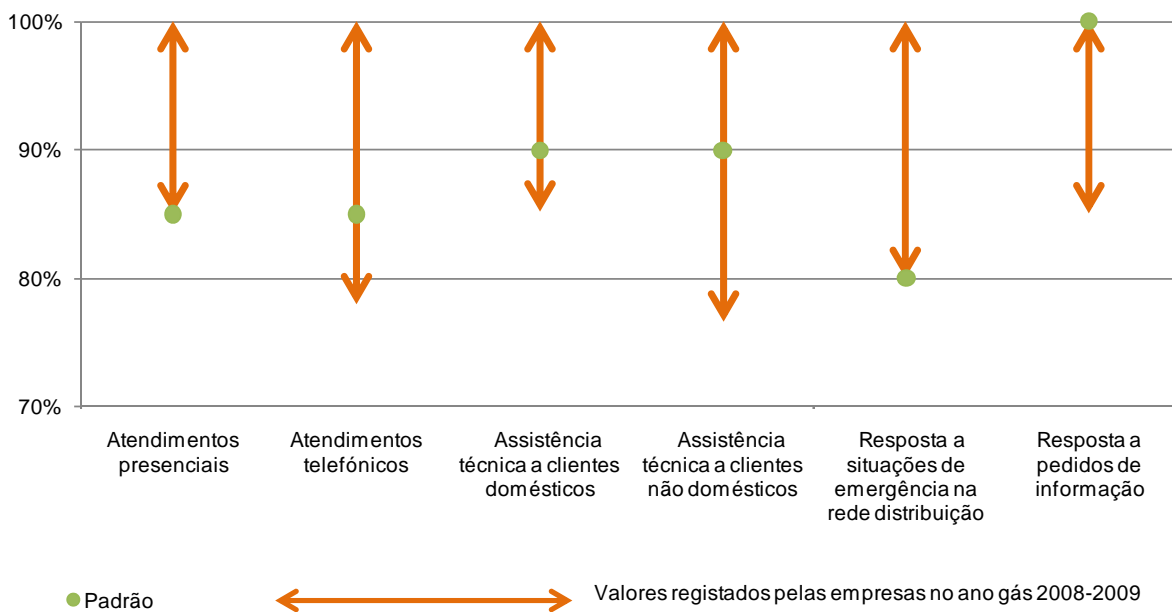 100%
90%
80%
70%
Atendimentos
presenciais
Atendimentos
telefónicos
Assistência
técnica a clientes
domésticos
Assistência
técnica a clientes
não domésticos
Resposta a
situações de
emergência na
rede distribuição
Resposta a
pedidos de
informação
Padrão
Valores registados pelas empresas no ano gás 2008-2009